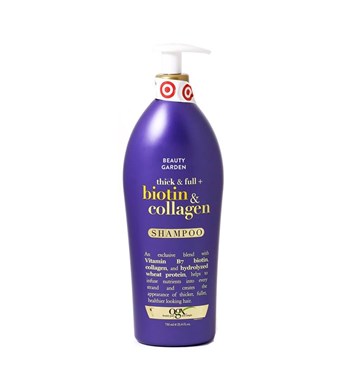 BEAUTY
GARDEN
thick & full +
biotin &
collagen
SHAMPOO
An exclusive blend with
Vitamin B7 biotin
collagen, and hydrolyzed
wheat protein, helps to
infuse nutrients into every
strand and creates the
appearance of thicker, fuller,
healthier looking hair.
ogx